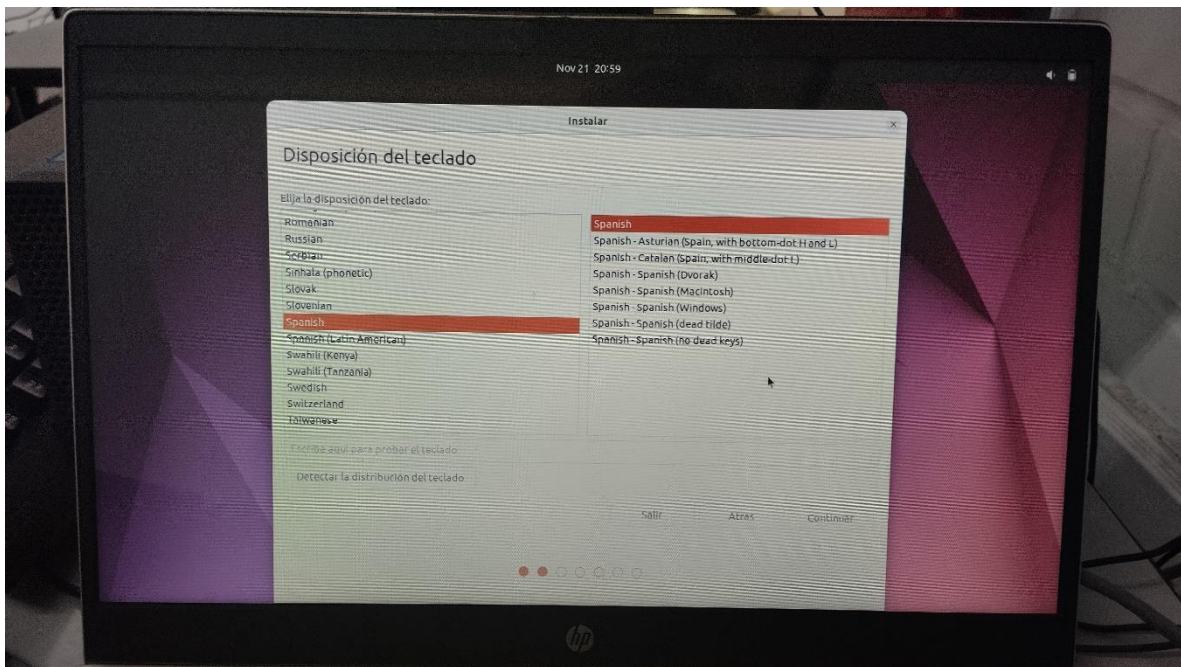 Nov 21 20:59
Instalar
Disposición del teclado
Elija la disposición del teclado:
Romanian
Russian
Serbian
Sinhala (phonetic)
Slovak
Slovenian
Spanish
Spanish (Latin American)
Swahili (Kenya)
Swahili (Tanzania)
Swedish
Switzerland
Taiwanese
Spanish
Spanish - Asturian (Spain, with bottom-dot H and L)
Spanish - Catalan (Spain, with middle-dot L)
Spanish - Spanish (Dvorak)
Spanish - Spanish (Macintosh)
Spanish - Spanish (Windows)
Spanish - Spanish (dead tilde)
Spanish - Spanish (no dead keys)
Escriba aquí para probar el teclado
Detectar la distribución del teclado
Salir Atrás Continuar
hp